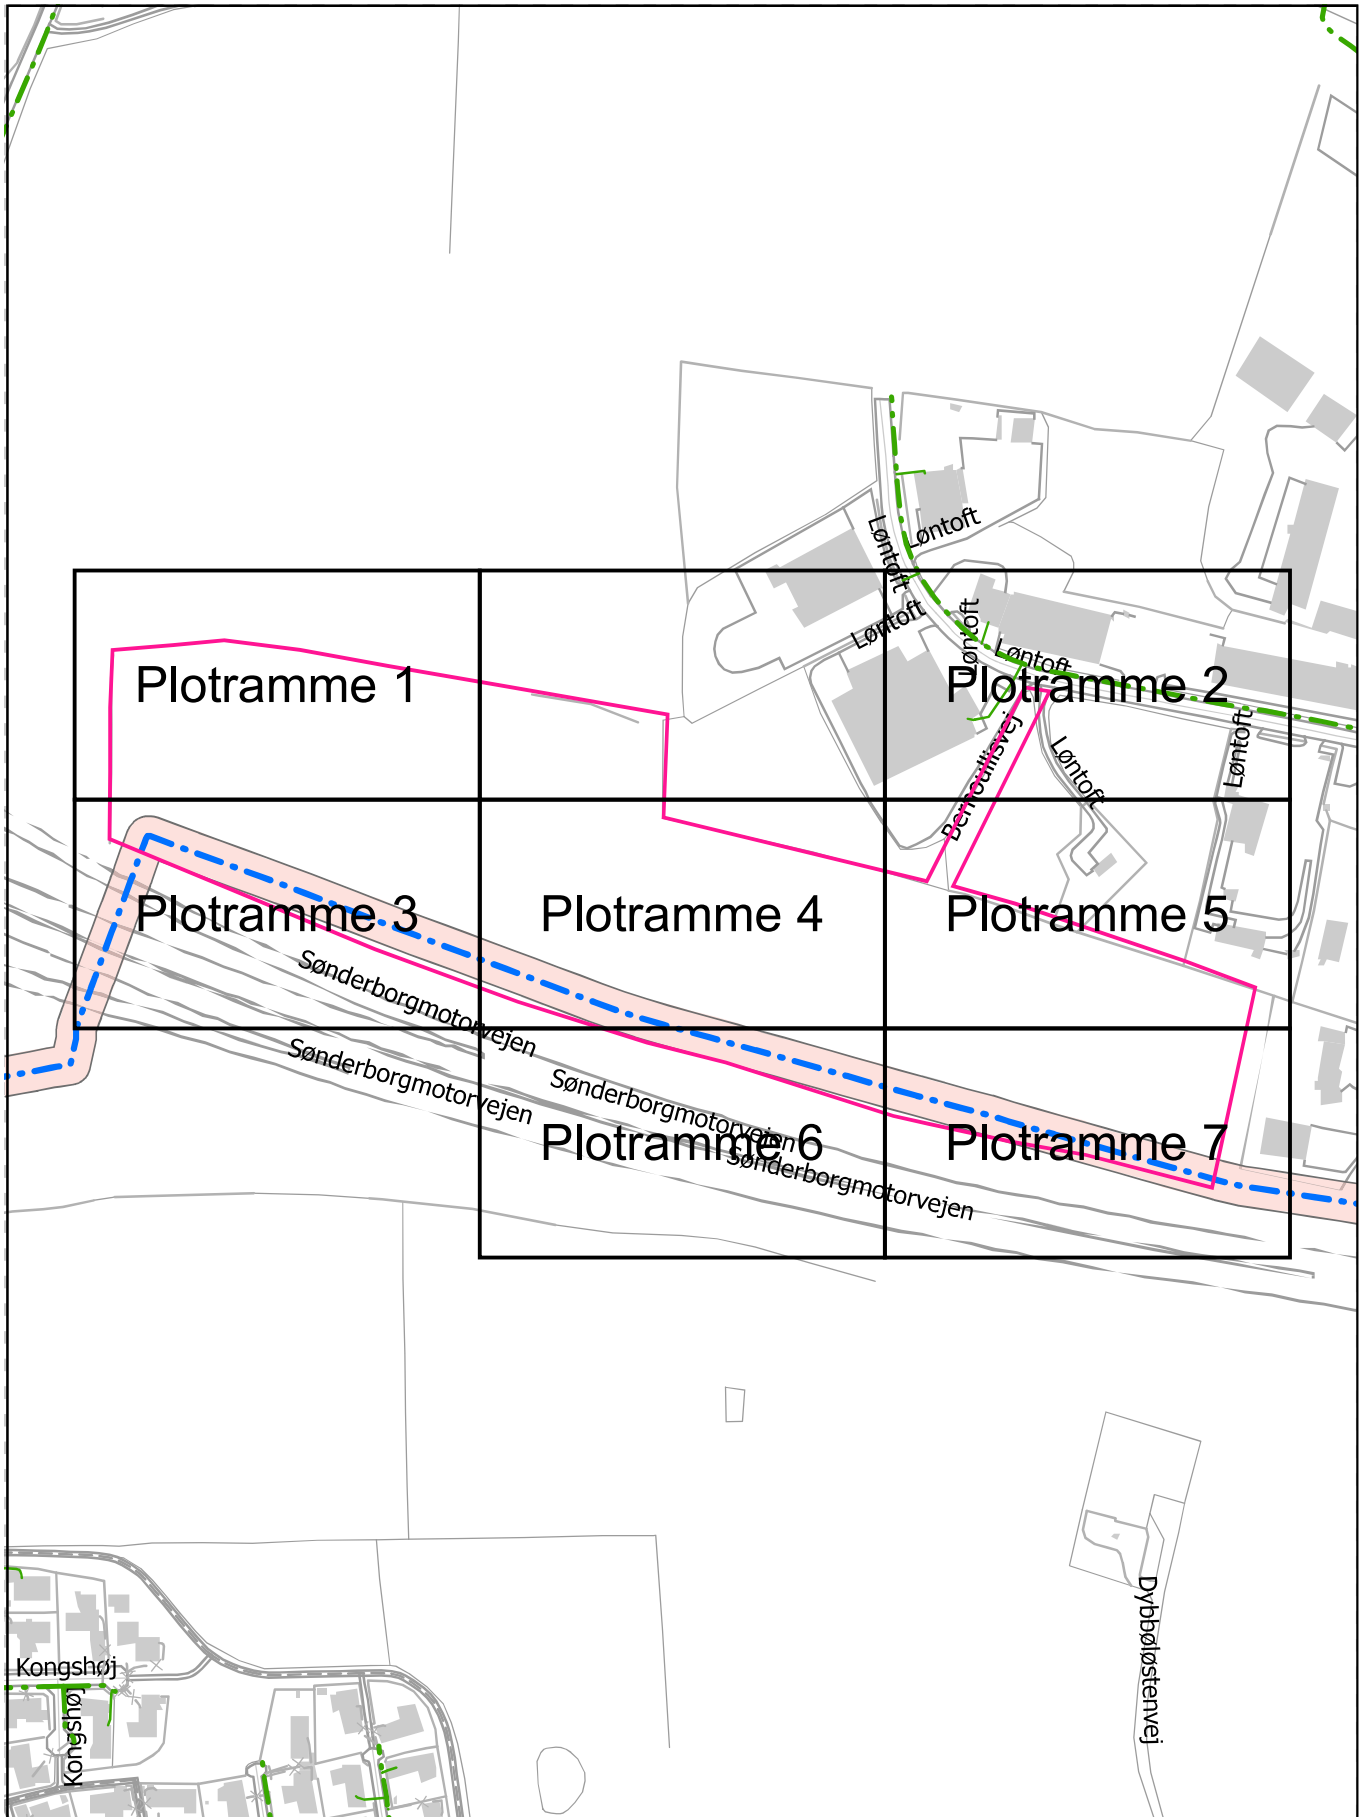 Løntoft
Løntoft
Løntoft
Løntoft
Løntoft
Plotramme 1
Plotramme 2
Bernoullisvej
Løntoft
Løntoft
Plotramme 3
Plotramme 4
Plotramme 5
Sønderborgmotorvejen
Sønderborgmotorvejen
Sønderborgmotorvejen
Plotramme 6
Plotramme 7
Sønderborgmotorvejen
Dybbøløstenvej
Kongshøj
Kongshøj